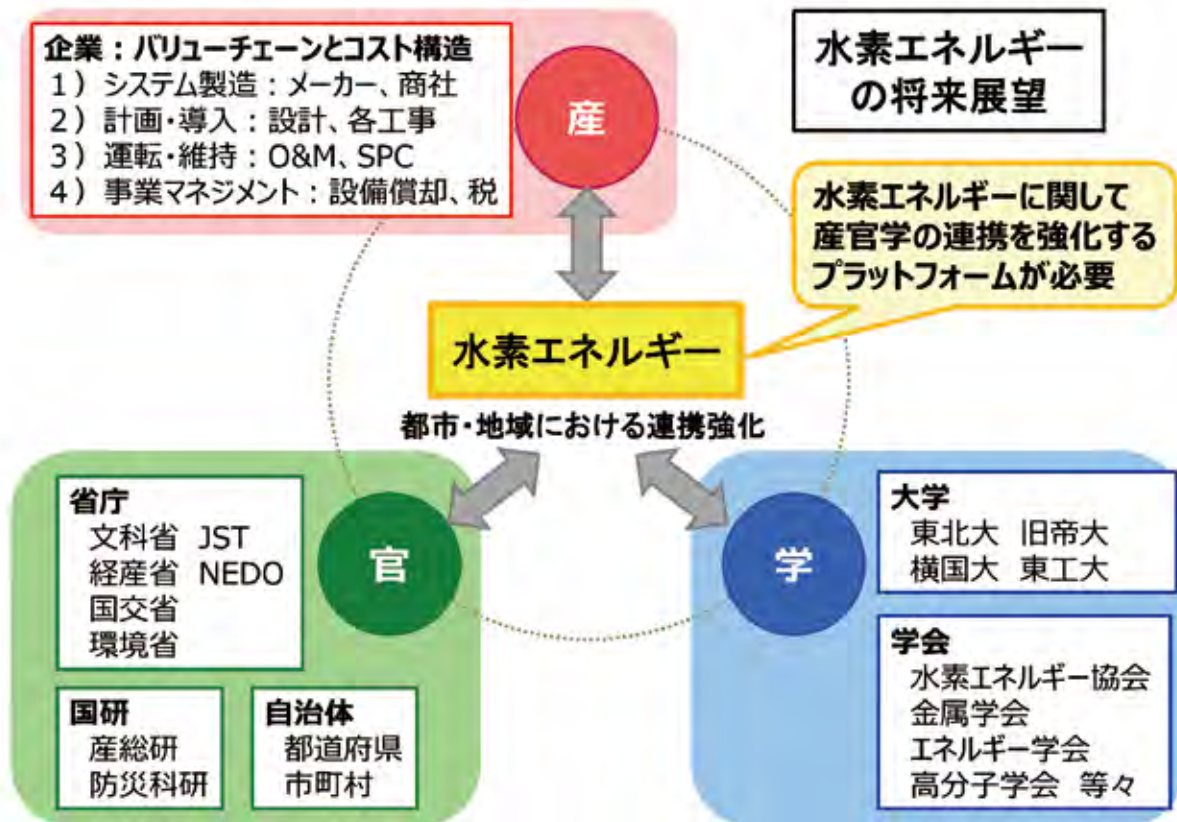 企業：バリューチェーンとコスト構造
1）システム製造：メーカー、商社
2）計画・導入：設計、各工事
3）運転・維持：O&M、SPC
4）事業マネジメント：設備償却、税
産
水素エネルギー
の将来展望
水素エネルギーに関して
産官学の連携を強化する
プラットフォームが必要
水素エネルギー
都市・地域における連携強化
省庁
文科省 JST
経産省 NEDO
国交省
環境省
国研
産総研
防災科研
自治体
都道府県
市町村
官
学
大学
東北大 旧帝大
横国大 東工大
学会
水素エネルギー協会
金属学会
エネルギー学会
高分子学会 等々